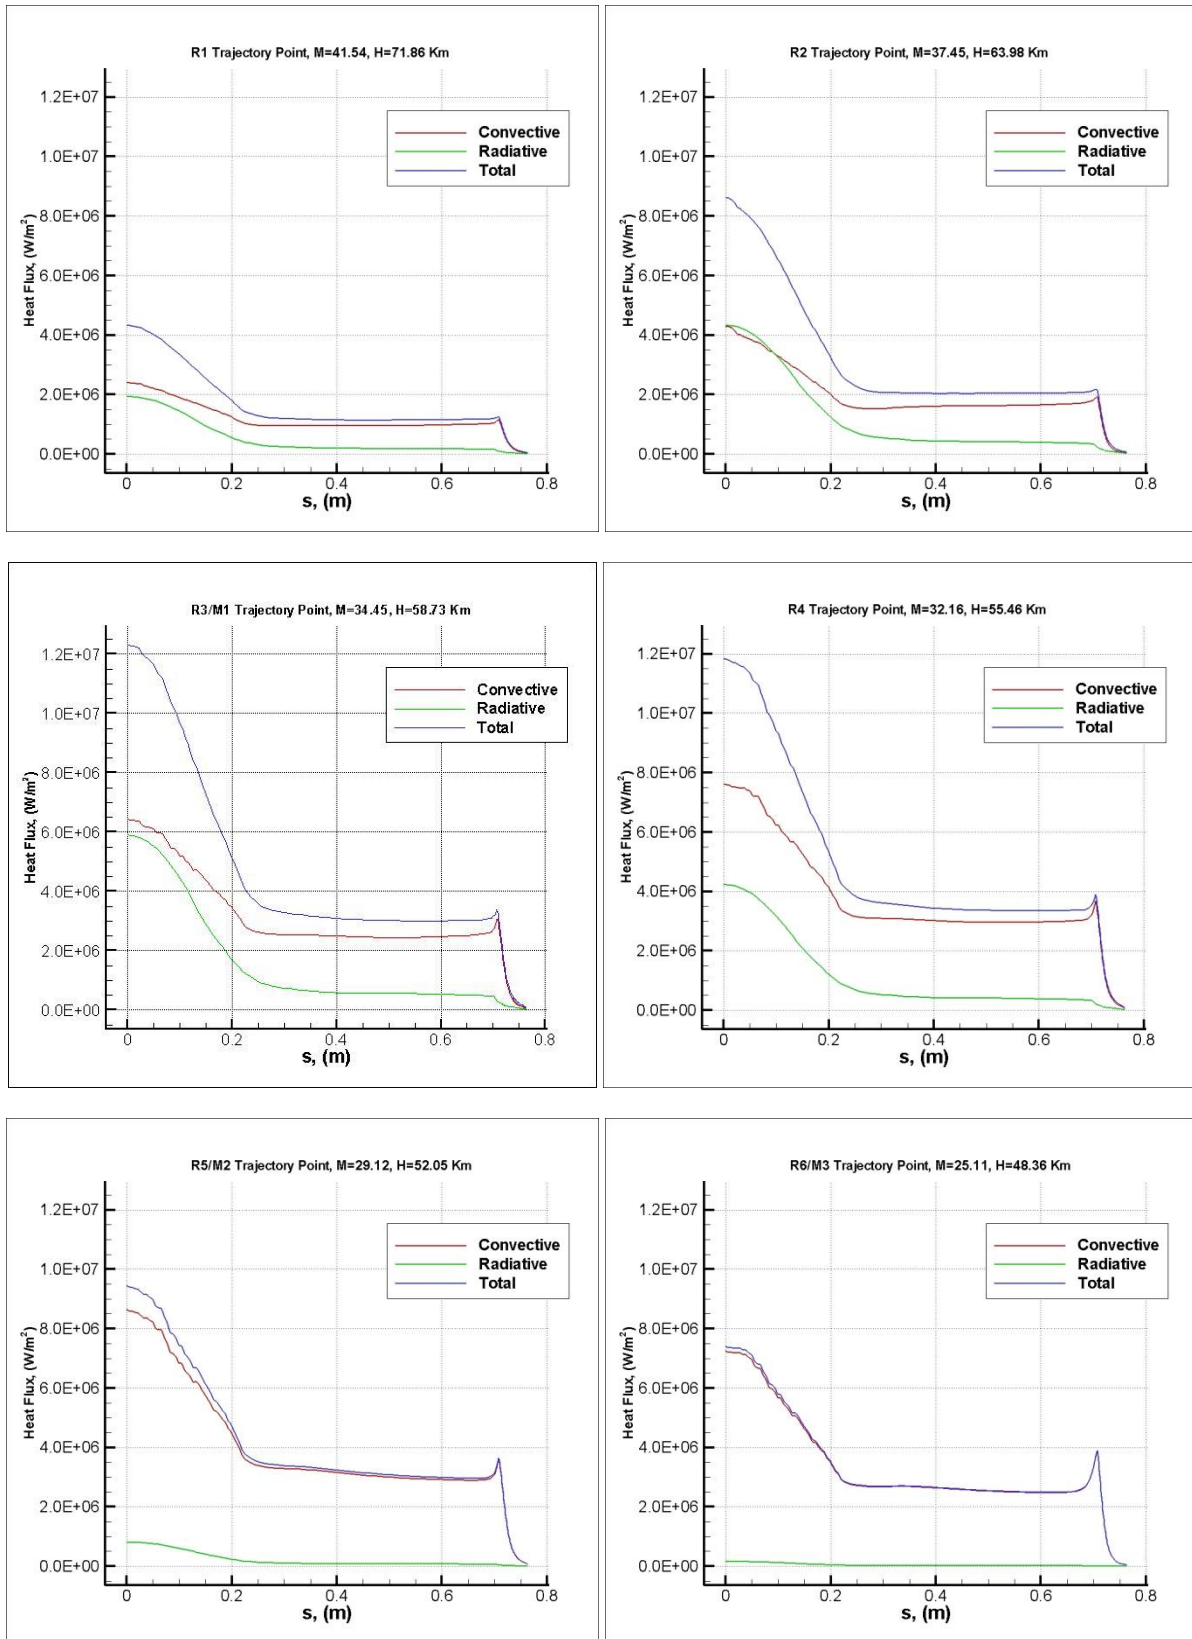 R1 Trajectory Point, M=41.54, H=71.86 Km
1.2E+07
1.0E+07
8.0E+06
6.0E+06
4.0E+06
2.0E+06
0.0E+00
Heat Flux, (W/m²)
Convective
Radiative
Total
0 0.2 0.4 0.6 0.8
s, (m)
R2 Trajectory Point, M=37.45, H=63.98 Km
1.2E+07
1.0E+07
8.0E+06
6.0E+06
4.0E+06
2.0E+06
0.0E+00
Heat Flux, (W/m²)
Convective
Radiative
Total
0 0.2 0.4 0.6 0.8
s, (m)
R3/M1 Trajectory Point, M=34.45, H=58.73 Km
1.2E+07
1.0E+07
8.0E+06
6.0E+06
4.0E+06
2.0E+06
0.0E+00
Heat Flux, (W/m²)
Convective
Radiative
Total
0 0.2 0.4 0.6 0.8
s, (m)
R4 Trajectory Point, M=32.16, H=55.46 Km
1.2E+07
1.0E+07
8.0E+06
6.0E+06
4.0E+06
2.0E+06
0.0E+00
Heat Flux, (W/m²)
Convective
Radiative
Total
0 0.2 0.4 0.6 0.8
s, (m)
R5/M2 Trajectory Point, M=29.12, H=52.05 Km
1.2E+07
1.0E+07
8.0E+06
6.0E+06
4.0E+06
2.0E+06
0.0E+00
Heat Flux, (W/m²)
Convective
Radiative
Total
0 0.2 0.4 0.6 0.8
s, (m)
R6/M3 Trajectory Point, M=25.11, H=48.36 Km
1.2E+07
1.0E+07
8.0E+06
6.0E+06
4.0E+06
2.0E+06
0.0E+00
Heat Flux, (W/m²)
Convective
Radiative
Total
0 0.2 0.4 0.6 0.8
s, (m)